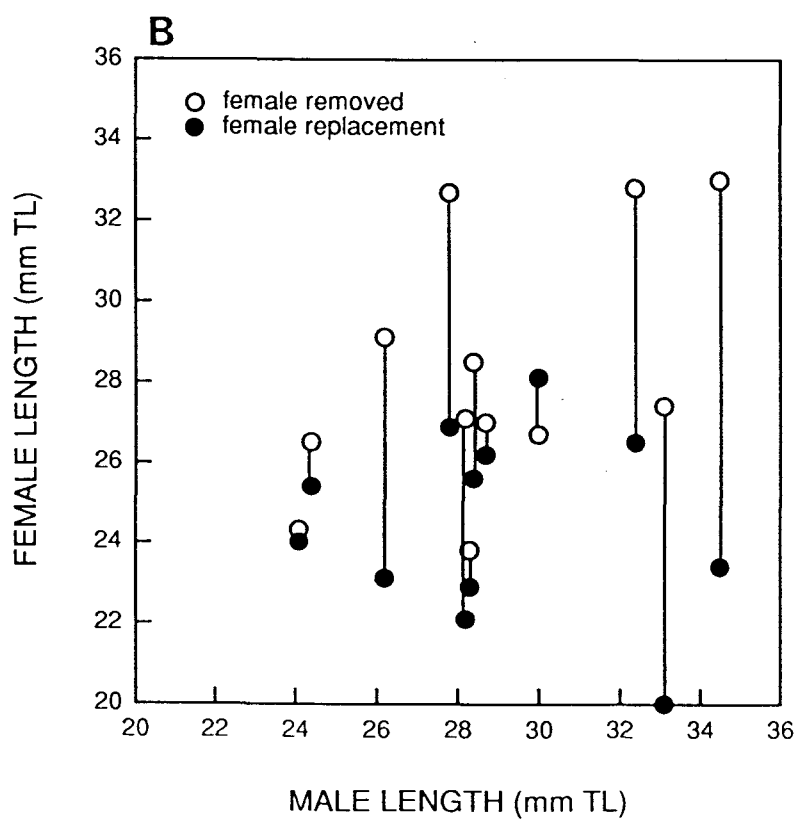 B
36
34
32
30
28
26
24
22
20
female removed
female replacement
FEMALE LENGTH (mm TL)
20 22 24 26 28 30 32 34 36
MALE LENGTH (mm TL)